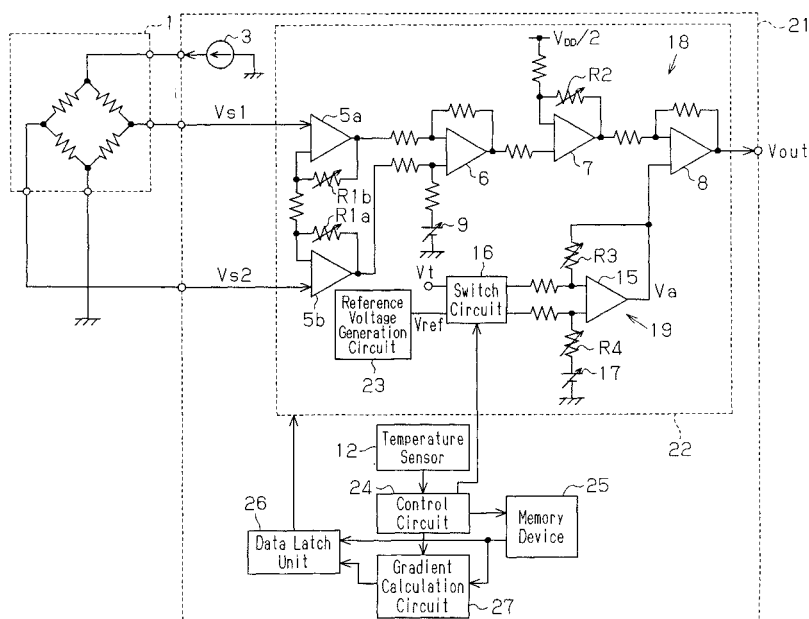 1
3
21
V_DD/2
18
R2
Vs1
5a
Vout
6
7
8
R1b
R1a
9
R3
16
15
Vt
Va
Vs2
5b
Switch
Circuit
Reference
Voltage
Generation
Circuit
Vref
19
R4
23
17
22
Temperature
Sensor
12
24
Control
Circuit
25
Memory
Device
26
Data Latch
Unit
Gradient
Calculation
Circuit
27